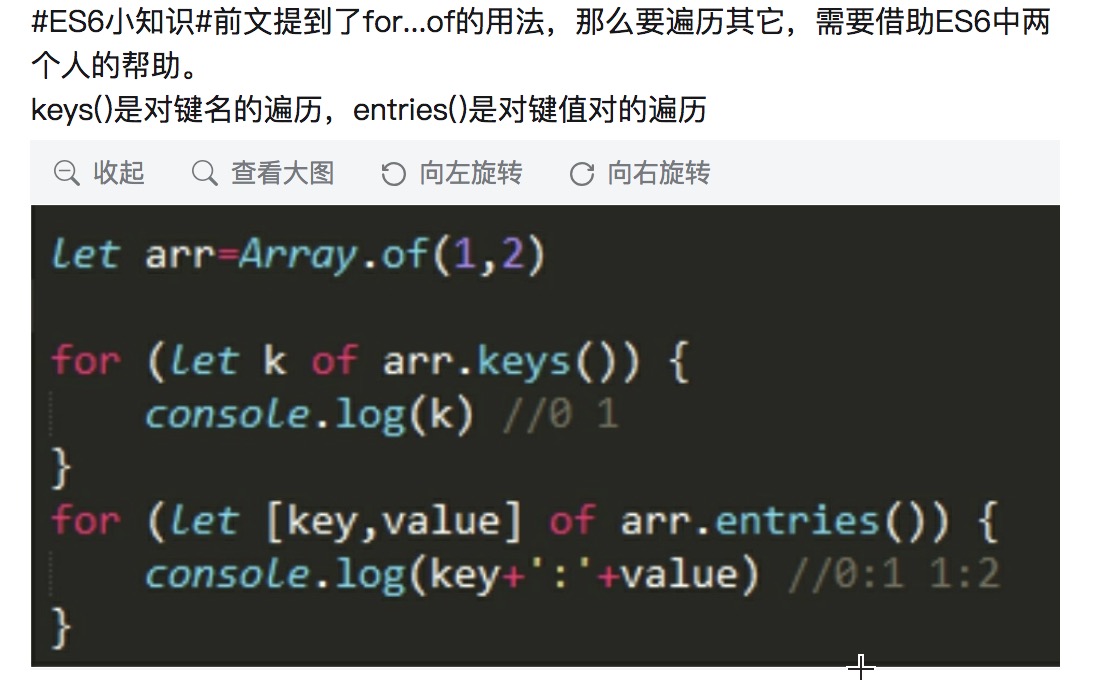 #ES6小知识#前文提到了for...of的用法，那么要遍历其它，需要借助ES6中两
个人的帮助。
keys()是对键名的遍历，entries()是对键值对的遍历
收起 查看大图 向左旋转 向右旋转
let arr=Array.of(1,2)
for (let k of arr.keys()) {
    console.log(k) //0 1
}
for (let [key,value] of arr.entries()) {
    console.log(key+':'+value) //0:1 1:2
}